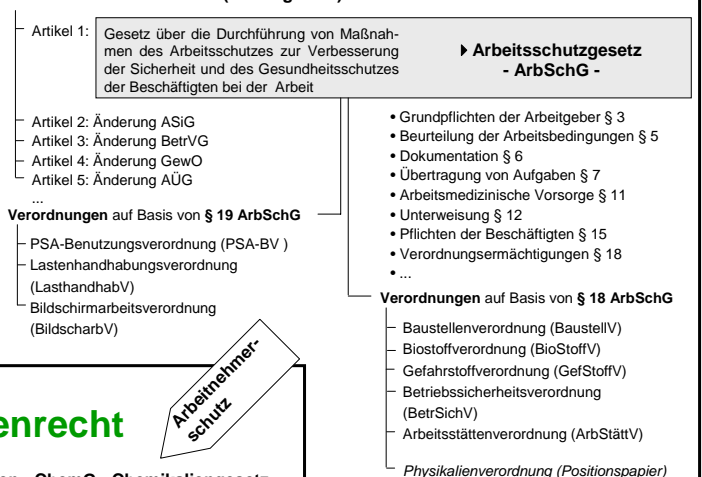 Artikel 1:
Gesetz über die Durchführung von Maßnah-
men des Arbeitsschutzes zur Verbesserung
der Sicherheit und des Gesundheitsschutzes
der Beschäftigten bei der Arbeit
Arbeitsschutzgesetz
- ArbSchG -
Artikel 2: Änderung ASiG
Artikel 3: Änderung BetrVG
Artikel 4: Änderung GewO
Artikel 5: Änderung AÜG
...
Verordnungen auf Basis von § 19 ArbSchG
PSA-Benutzungsverordnung (PSA-BV )
Lastenhandhabungsverordnung
(LasthandhabV)
Bildschirmarbeitsverordnung
(BildscharbV)
• Grundpflichten der Arbeitgeber § 3
• Beurteilung der Arbeitsbedingungen § 5
• Dokumentation § 6
• Übertragung von Aufgaben § 7
• Arbeitsmedizinische Vorsorge § 11
• Unterweisung § 12
• Pflichten der Beschäftigten § 15
• Verordnungsermächtigungen § 18
• ...
Verordnungen auf Basis von § 18 ArbSchG
Baustellenverordnung (BaustellV)
Biostoffverordnung (BioStoffV)
Gefahrstoffverordnung (GefStoffV)
Betriebssicherheitsverordnung
(BetrSichV)
Arbeitsstättenverordnung (ArbStättV)
Physikalienverordnung (Positionspapier)
Arbeitnehmer-
schutz
enrecht